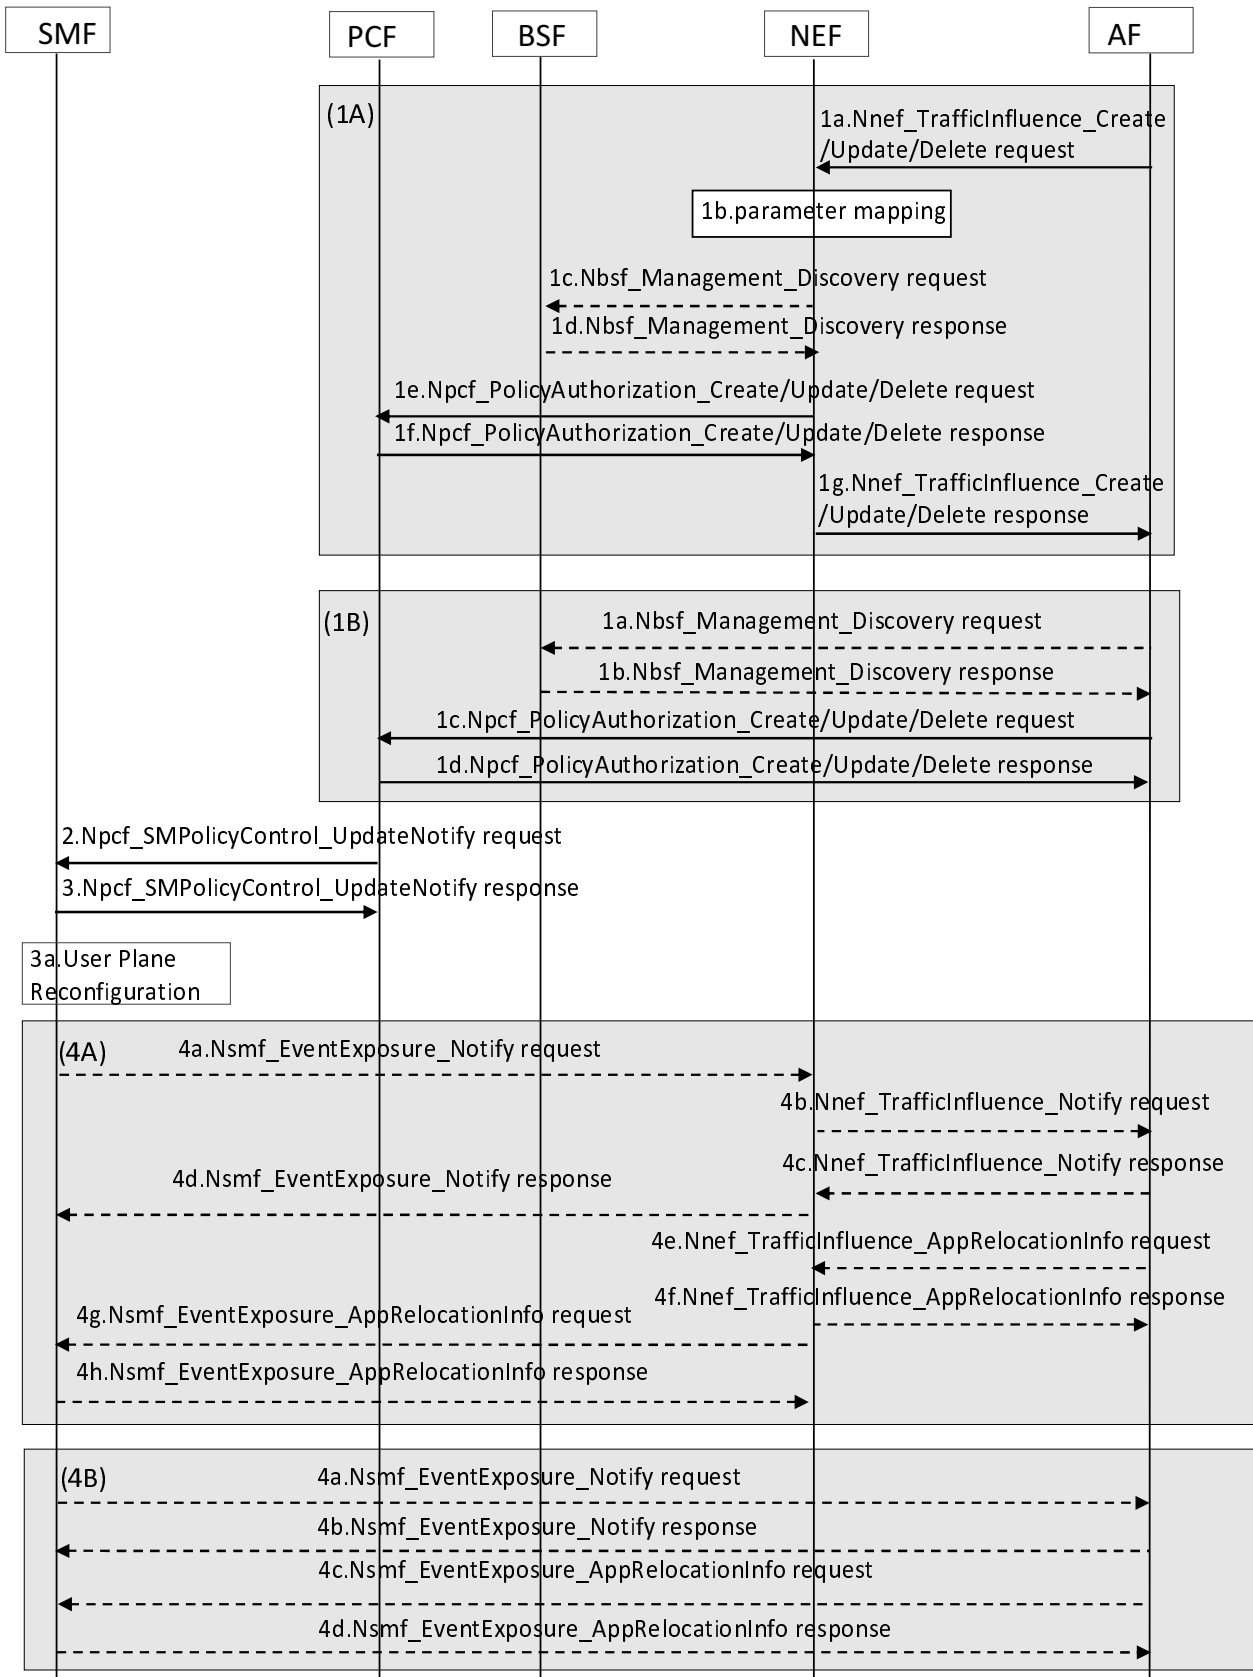 SMF
PCF
BSF
NEF
AF
(1A)
1a.Nnef_TrafficInfluence_Create
/Update/Delete request
1b.parameter mapping
1c.Nbsf_Management_Discovery request
1d.Nbsf_Management_Discovery response
1e.Npcf_PolicyAuthorization_Create/Update/Delete request
1f.Npcf_PolicyAuthorization_Create/Update/Delete response
1g.Nnef_TrafficInfluence_Create
/Update/Delete response
(1B)
1a.Nbsf_Management_Discovery request
1b.Nbsf_Management_Discovery response
1c.Npcf_PolicyAuthorization_Create/Update/Delete request
1d.Npcf_PolicyAuthorization_Create/Update/Delete response
2.Npcf_SMPolicyControl_UpdateNotify request
3.Npcf_SMPolicyControl_UpdateNotify response
3a.User Plane
Reconfiguration
(4A)
4a.Nsmf_EventExposure_Notify request
4b.Nnef_TrafficInfluence_Notify request
4c.Nnef_TrafficInfluence_Notify response
4d.Nsmf_EventExposure_Notify response
4e.Nnef_TrafficInfluence_AppRelocationInfo request
4f.Nnef_TrafficInfluence_AppRelocationInfo response
4g.Nsmf_EventExposure_AppRelocationInfo request
4h.Nsmf_EventExposure_AppRelocationInfo response
(4B)
4a.Nsmf_EventExposure_Notify request
4b.Nsmf_EventExposure_Notify response
4c.Nsmf_EventExposure_AppRelocationInfo request
4d.Nsmf_EventExposure_AppRelocationInfo response